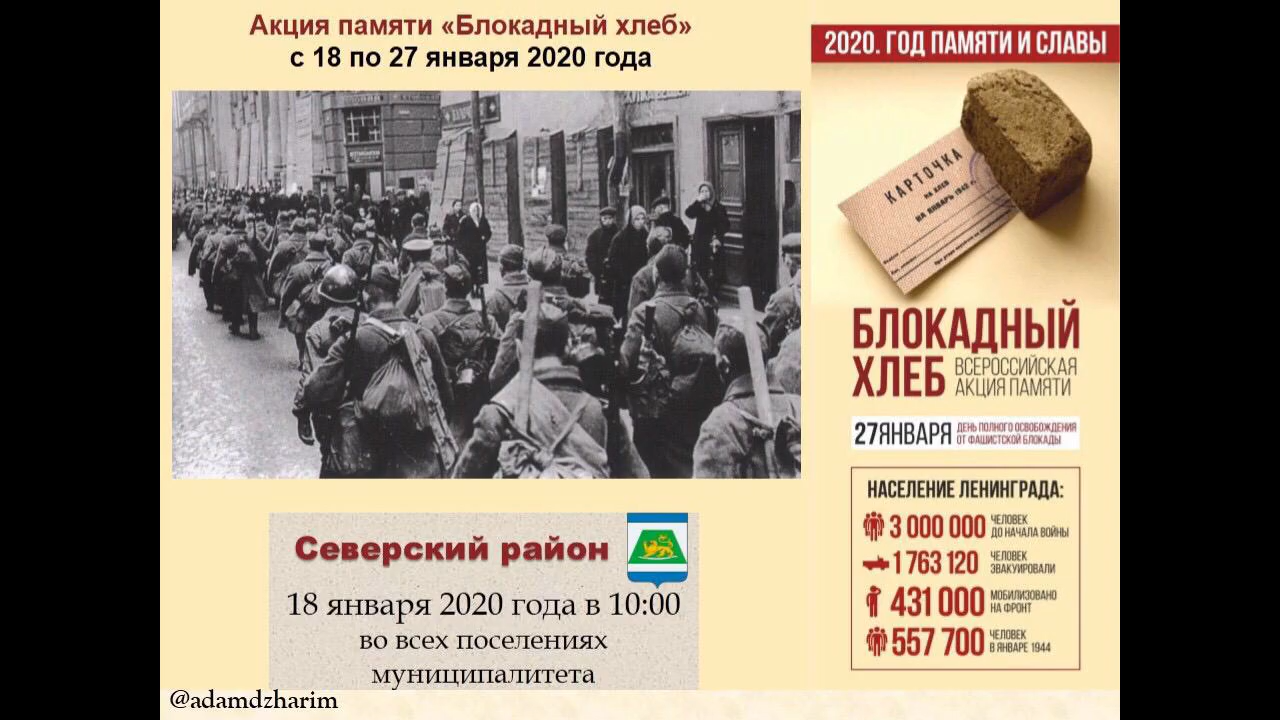 Акция памяти «Блокадный хлеб»
с 18 по 27 января 2020 года
2020. ГОД ПАМЯТИ И СЛАВЫ
КАРТОЧКА
НА ХЛЕБ
НА ЯНВАРЬ 1942 г.
БЛОКАДНЫЙ
ХЛЕБ
ВСЕРОССИЙСКАЯ
АКЦИЯ ПАМЯТИ
27 ЯНВАРЯ
ДЕНЬ ПОЛНОГО ОСВОБОЖДЕНИЯ
ОТ ФАШИСТСКОЙ БЛОКАДЫ
НАСЕЛЕНИЕ ЛЕНИНГРАДА:
3 000 000 ЧЕЛОВЕК
ДО НАЧАЛА ВОЙНЫ
1 763 120 ЧЕЛОВЕК
ЭВАКУИРОВАЛИ
431 000 МОБИЛИЗОВАНО
НА ФРОНТ
557 700 ЧЕЛОВЕК
В ЯНВАРЕ 1944
Северский район
18 января 2020 года в 10:00
во всех поселениях
муниципалитета
@adamdzharim